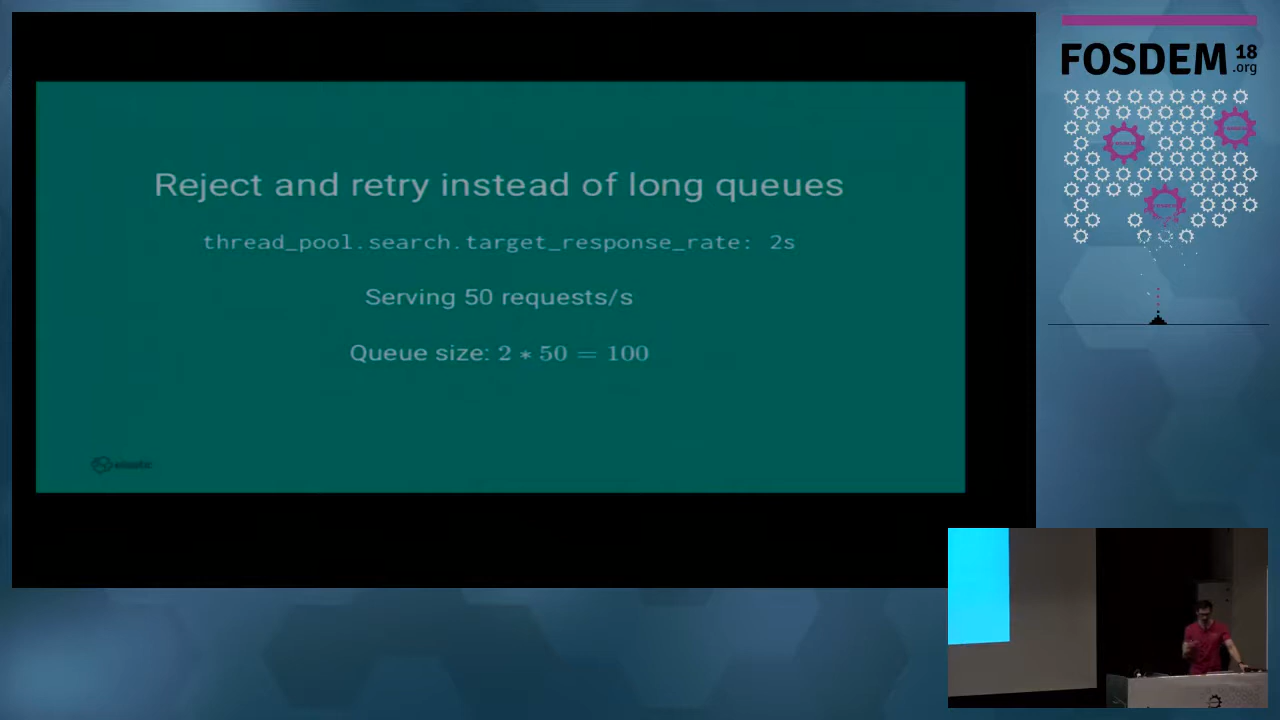 Reject and retry instead of long queues
thread_pool.search.target_response_rate: 2s
Serving 50 requests/s
Queue size: 2 * 50 = 100
elastic
FOSDEM 18
.org